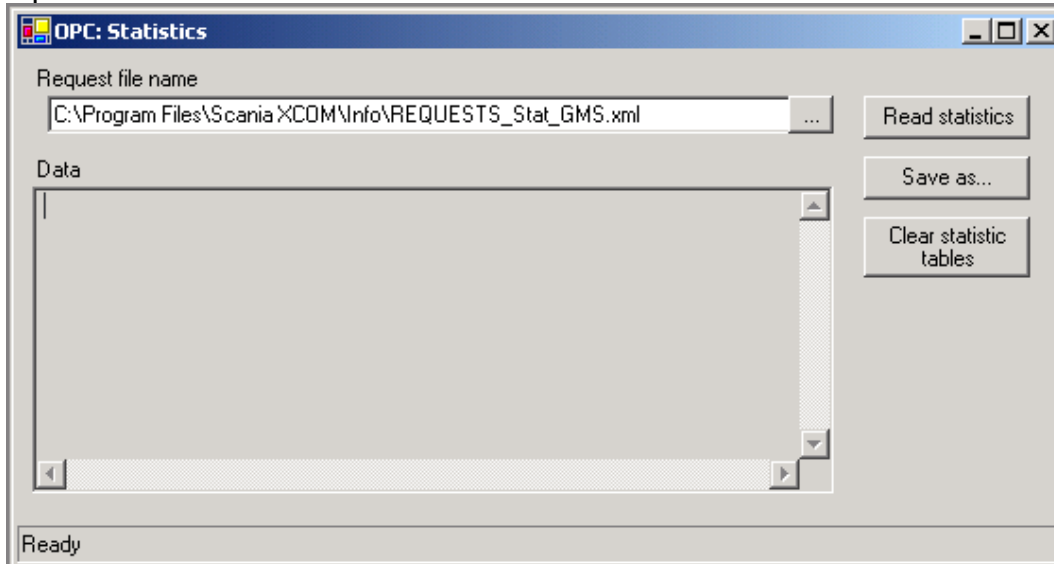 OPC: Statistics
Request file name
C:\Program Files\Scania XCOM\Info\REQUESTS_Stat_GMS.xml
...
Read statistics
Data
Save as...
Clear statistic
tables
Ready